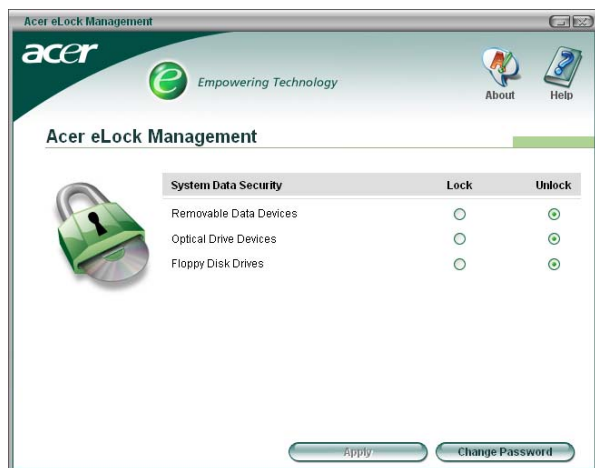 Acer eLock Management
acer
e Empowering Technology
About Help
Acer eLock Management
System Data Security Lock Unlock
Removable Data Devices
Optical Drive Devices
Floppy Disk Drives
Apply Change Password